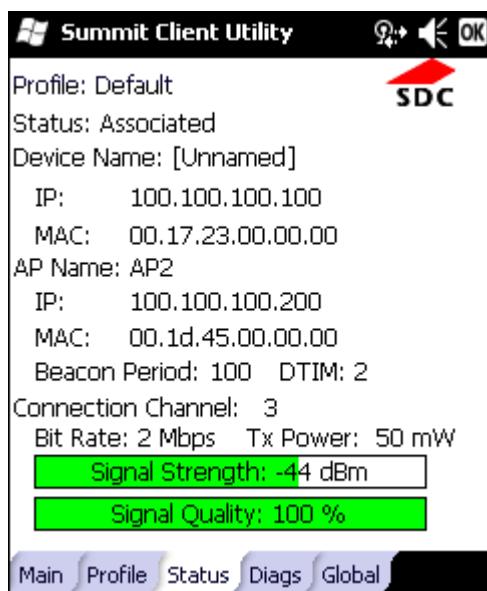 Summit Client Utility OK
SDC
Profile: Default
Status: Associated
Device Name: [Unnamed]
IP: 100.100.100.100
MAC: 00.17.23.00.00.00
AP Name: AP2
IP: 100.100.100.200
MAC: 00.1d.45.00.00.00
Beacon Period: 100 DTIM: 2
Connection Channel: 3
Bit Rate: 2 Mbps Tx Power: 50 mW
Signal Strength: -44 dBm
Signal Quality: 100 %
Main Profile Status Diags Global